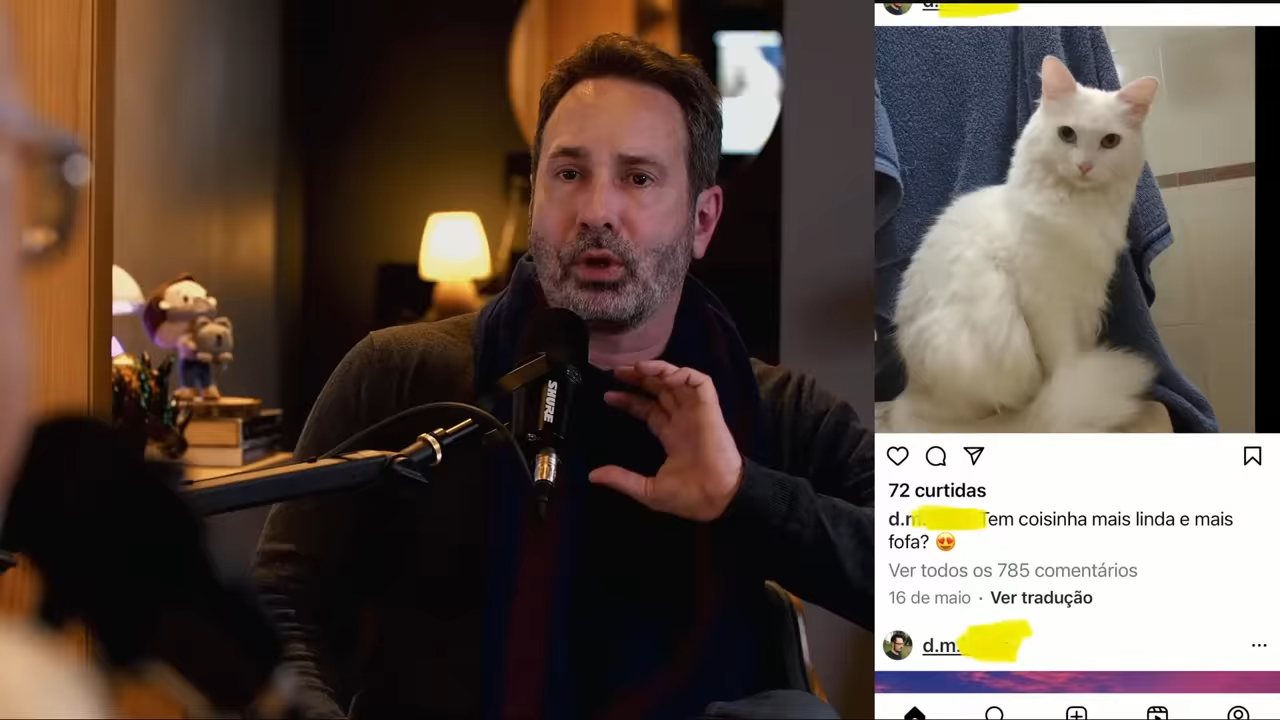 d.
SHURE
72 curtidas
d.m. Tem coisinha mais linda e mais
fofa? 😍
Ver todos os 785 comentários
16 de maio · Ver tradução
d.m.